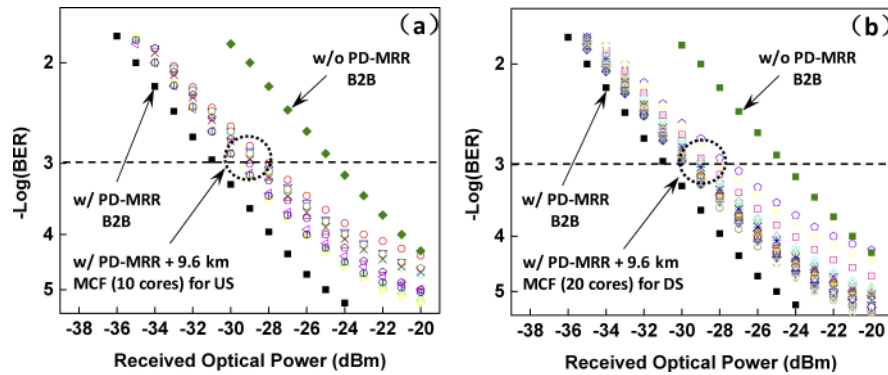 (a)
2
3
4
5
-Log(BER)
w/o PD-MRR
B2B
w/ PD-MRR
B2B
w/ PD-MRR + 9.6 km
MCF (10 cores) for US
-38 -36 -34 -32 -30 -28 -26 -24 -22 -20
Received Optical Power (dBm)
(b)
2
3
4
5
-Log(BER)
w/o PD-MRR
B2B
w/ PD-MRR
B2B
w/ PD-MRR + 9.6 km
MCF (20 cores) for DS
-38 -36 -34 -32 -30 -28 -26 -24 -22 -20
Received Optical Power (dBm)